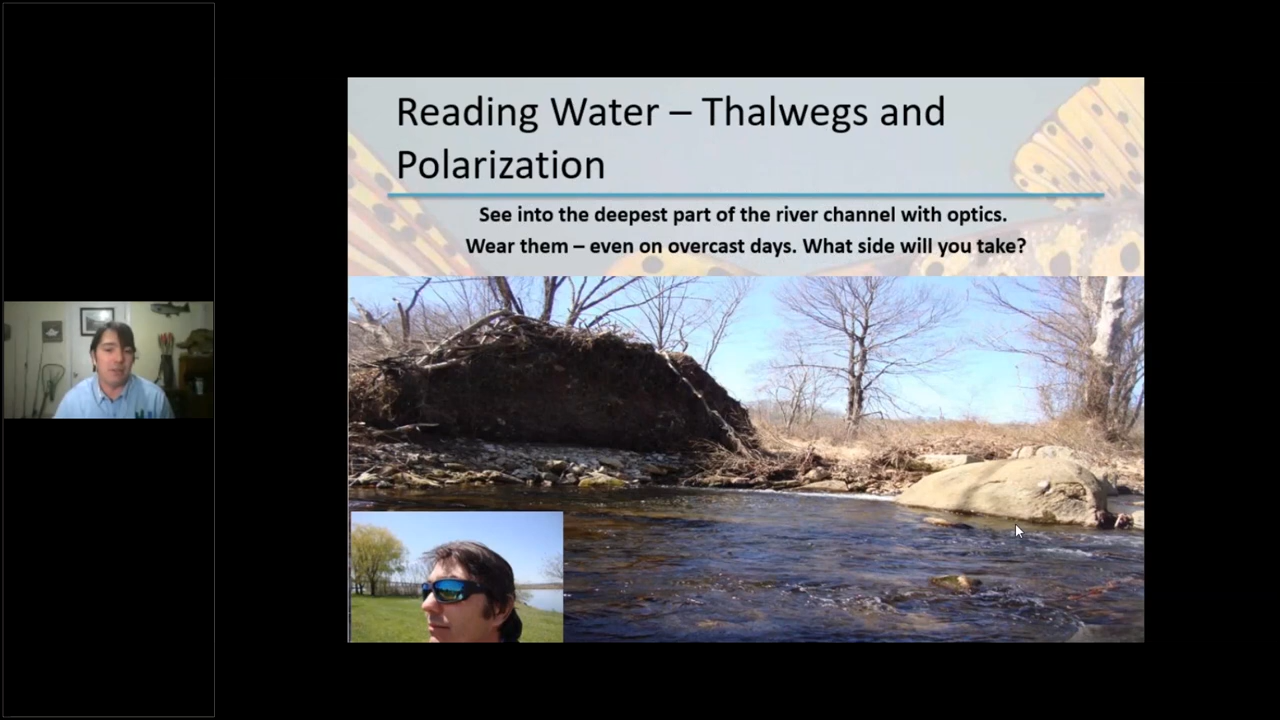 Reading Water – Thalwegs and
Polarization
See into the deepest part of the river channel with optics.
Wear them – even on overcast days. What side will you take?